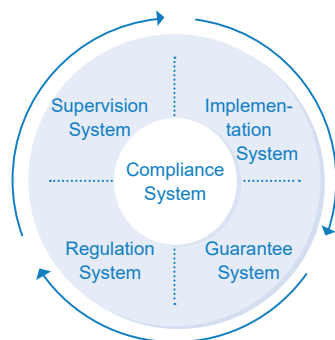 Supervision
System
Implemen-
tation
System
Compliance
System
Regulation
System
Guarantee
System